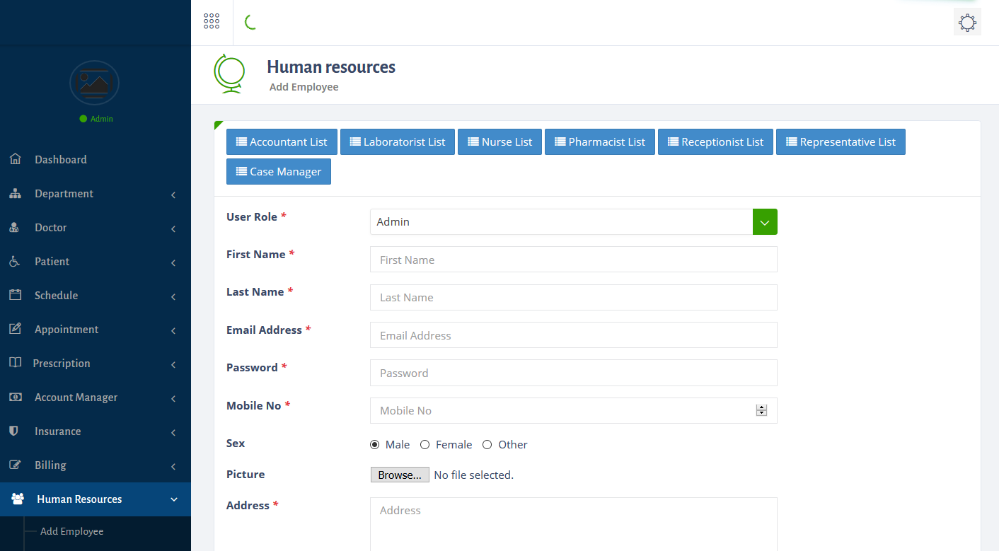 Admin
Dashboard
Department
Doctor
Patient
Schedule
Appointment
Prescription
Account Manager
Insurance
Billing
Human Resources
Add Employee
Human resources
Add Employee
Accountant List Laboratorist List Nurse List Pharmacist List Receptionist List Representative List
Case Manager
User Role * Admin
First Name * First Name
Last Name * Last Name
Email Address * Email Address
Password * Password
Mobile No * Mobile No
Sex Male Female Other
Picture Browse... No file selected.
Address * Address